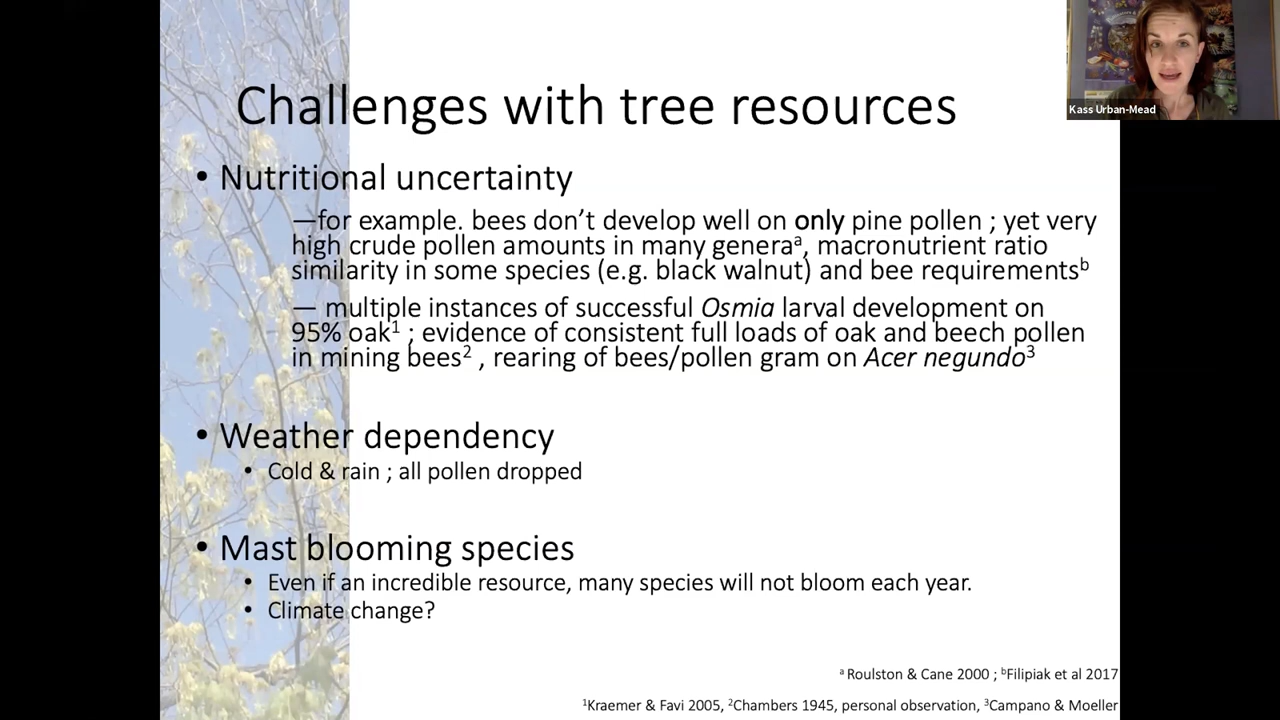 Kass Urban-Mead
Challenges with tree resources
• Nutritional uncertainty
—for example. bees don’t develop well on only pine pollen ; yet very
high crude pollen amounts in many generaᵃ, macronutrient ratio
similarity in some species (e.g. black walnut) and bee requirementsᵇ
— multiple instances of successful Osmia larval development on
95% oak¹ ; evidence of consistent full loads of oak and beech pollen
in mining bees² , rearing of bees/pollen gram on Acer negundo³
• Weather dependency
• Cold & rain ; all pollen dropped
• Mast blooming species
• Even if an incredible resource, many species will not bloom each year.
• Climate change?
ᵃ Roulston & Cane 2000 ; ᵇFilipiak et al 2017
¹Kraemer & Favi 2005, ²Chambers 1945, personal observation, ³Campano & Moeller